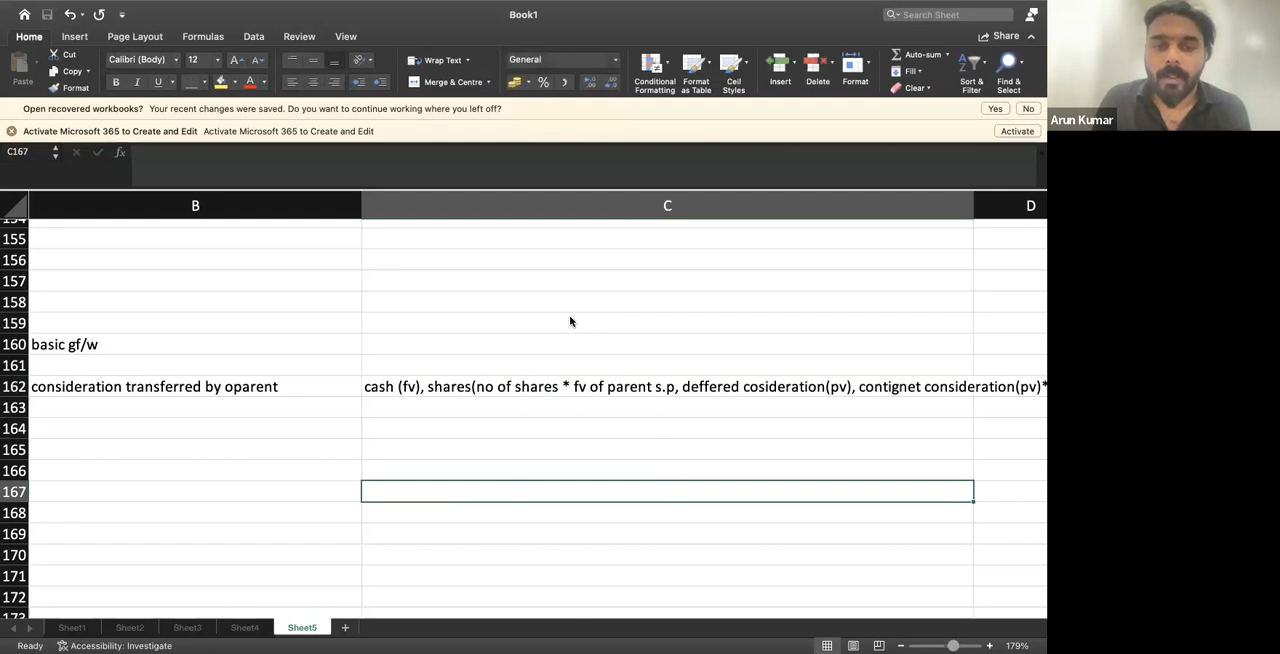 Book1
Search Sheet
Home Insert Page Layout Formulas Data Review View
Share
Paste
Cut
Copy
Format
Calibri (Body) 12
B I U
Wrap Text
Merge & Centre
General
Conditional Formatting
Format as Table
Cell Styles
Insert
Delete
Format
Auto-sum
Fill
Clear
Sort & Filter
Find & Select
Open recovered workbooks? Your recent changes were saved. Do you want to continue working where you left off? Yes No
Activate Microsoft 365 to Create and Edit Activate Microsoft 365 to Create and Edit Activate
Arun Kumar
C167 fx
B C D
154
155
156
157
158
159
160 basic gf/w
161
162 consideration transferred by oparent cash (fv), shares(no of shares * fv of parent s.p, deffered cosideration(pv), contignet consideration(pv)*
163
164
165
166
167
168
169
170
171
172
173
Sheet1 Sheet2 Sheet3 Sheet4 Sheet5 +
Ready Accessibility: Investigate 179%